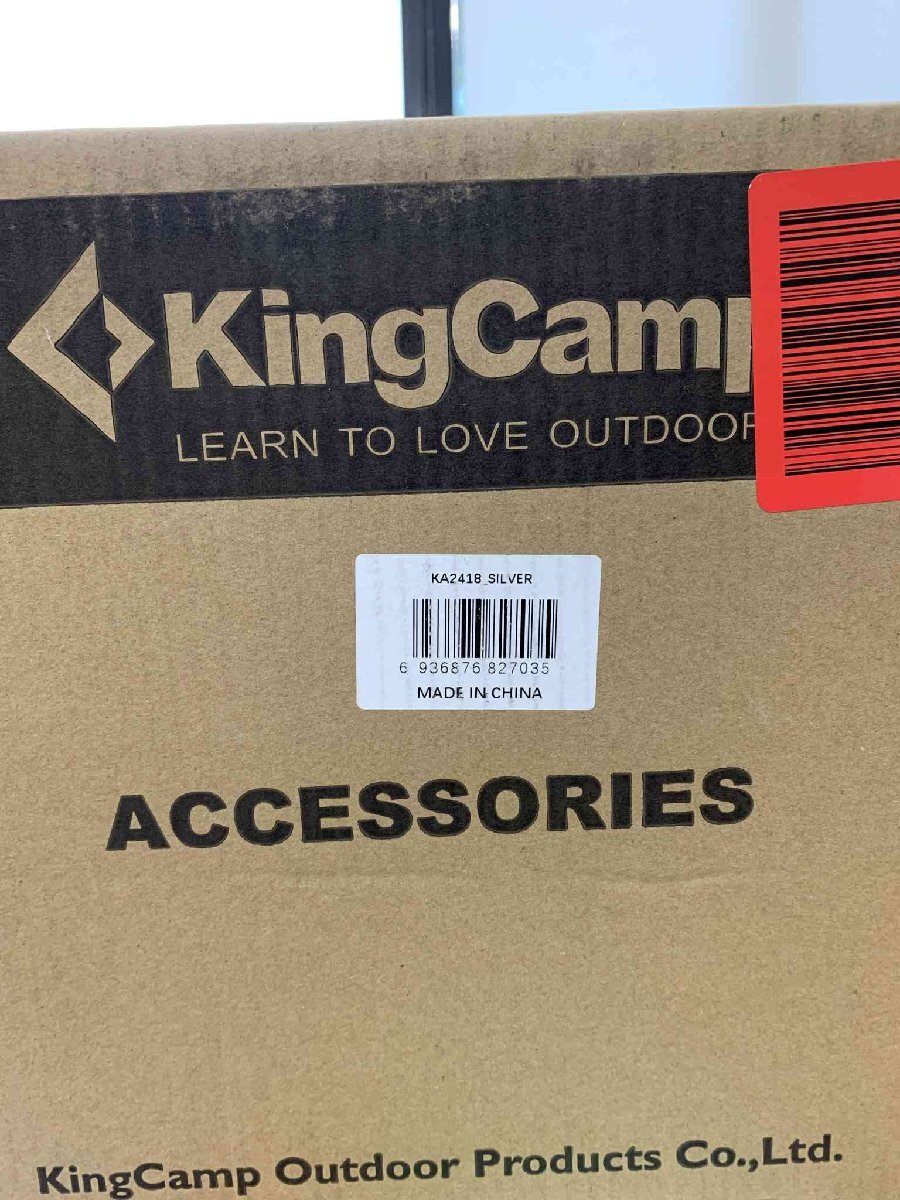 KingCamp
LEARN TO LOVE OUTDOOR
KA2418_SILVER
6 936876 827035
MADE IN CHINA
ACCESSORIES
KingCamp Outdoor Products Co.,Ltd.